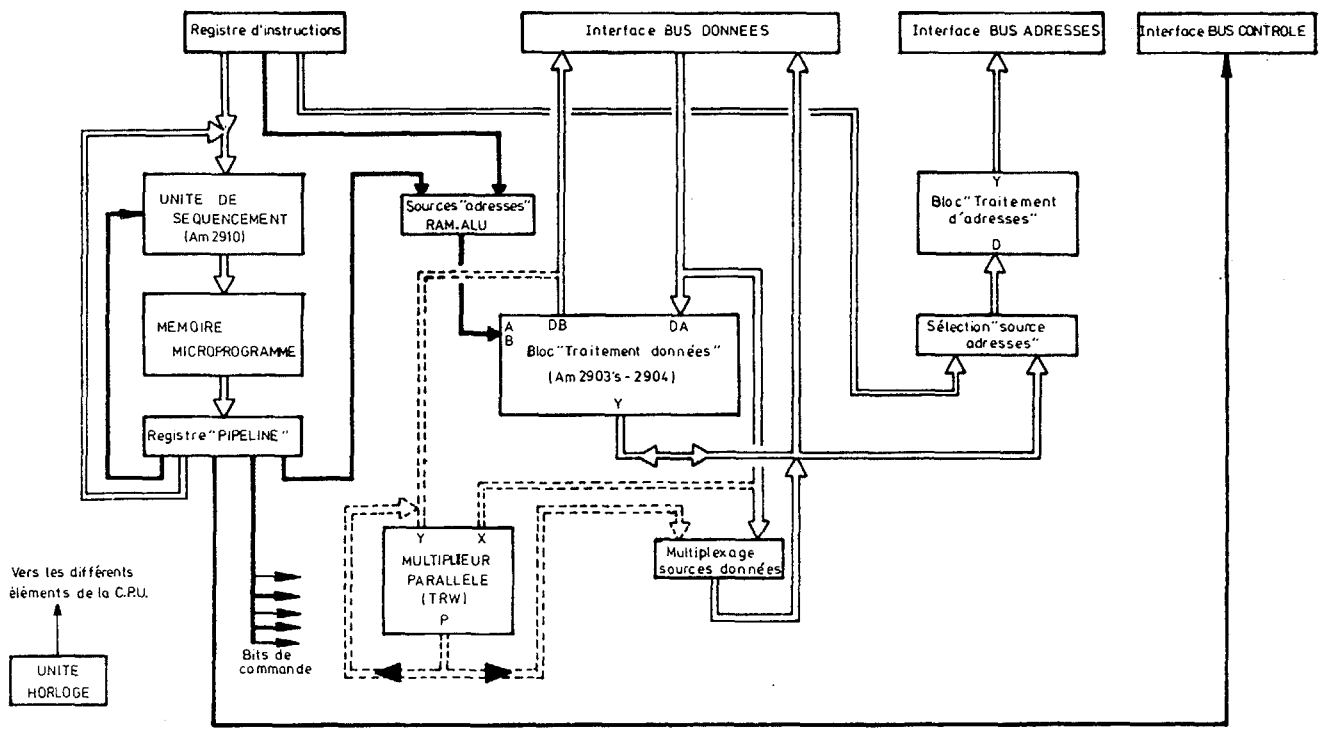 Registre d'instructions
Interface BUS DONNEES
Interface BUS ADRESSES
Interface BUS CONTROLE
UNITE DE
SEQUENCEMENT
(Am 2910)
Sources "adresses"
RAM-ALU
Y
Bloc "Traitement
d'adresses"
D
MEMOIRE
MICROPROGRAMME
A
B
DB
DA
Bloc "Traitement données"
(Am 2903's - 2904)
Y
Sélection "source
adresses"
Registre "PIPELINE"
Y
X
MULTIPLIEUR
PARALLÈLE
(TRW)
P
Multiplexage
sources données
Vers les différents
éléments de la C.P.U.
UNITE
HORLOGE
Bits de
commande